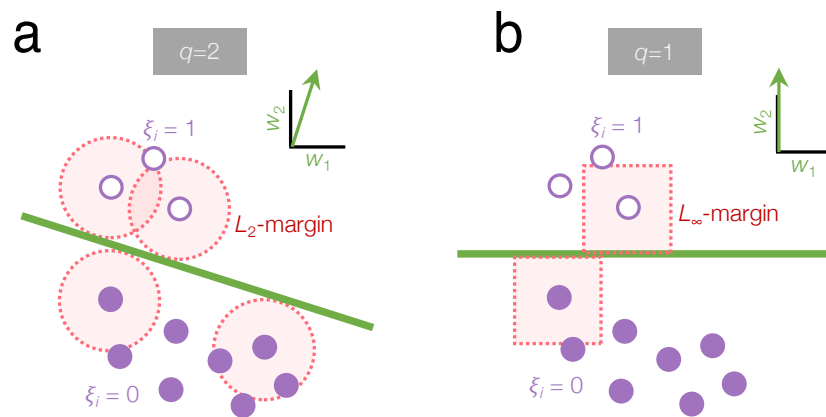 a
q=2
ξᵢ = 1
w₂
w₁
L₂-margin
ξᵢ = 0
b
q=1
ξᵢ = 1
w₂
w₁
L∞-margin
ξᵢ = 0